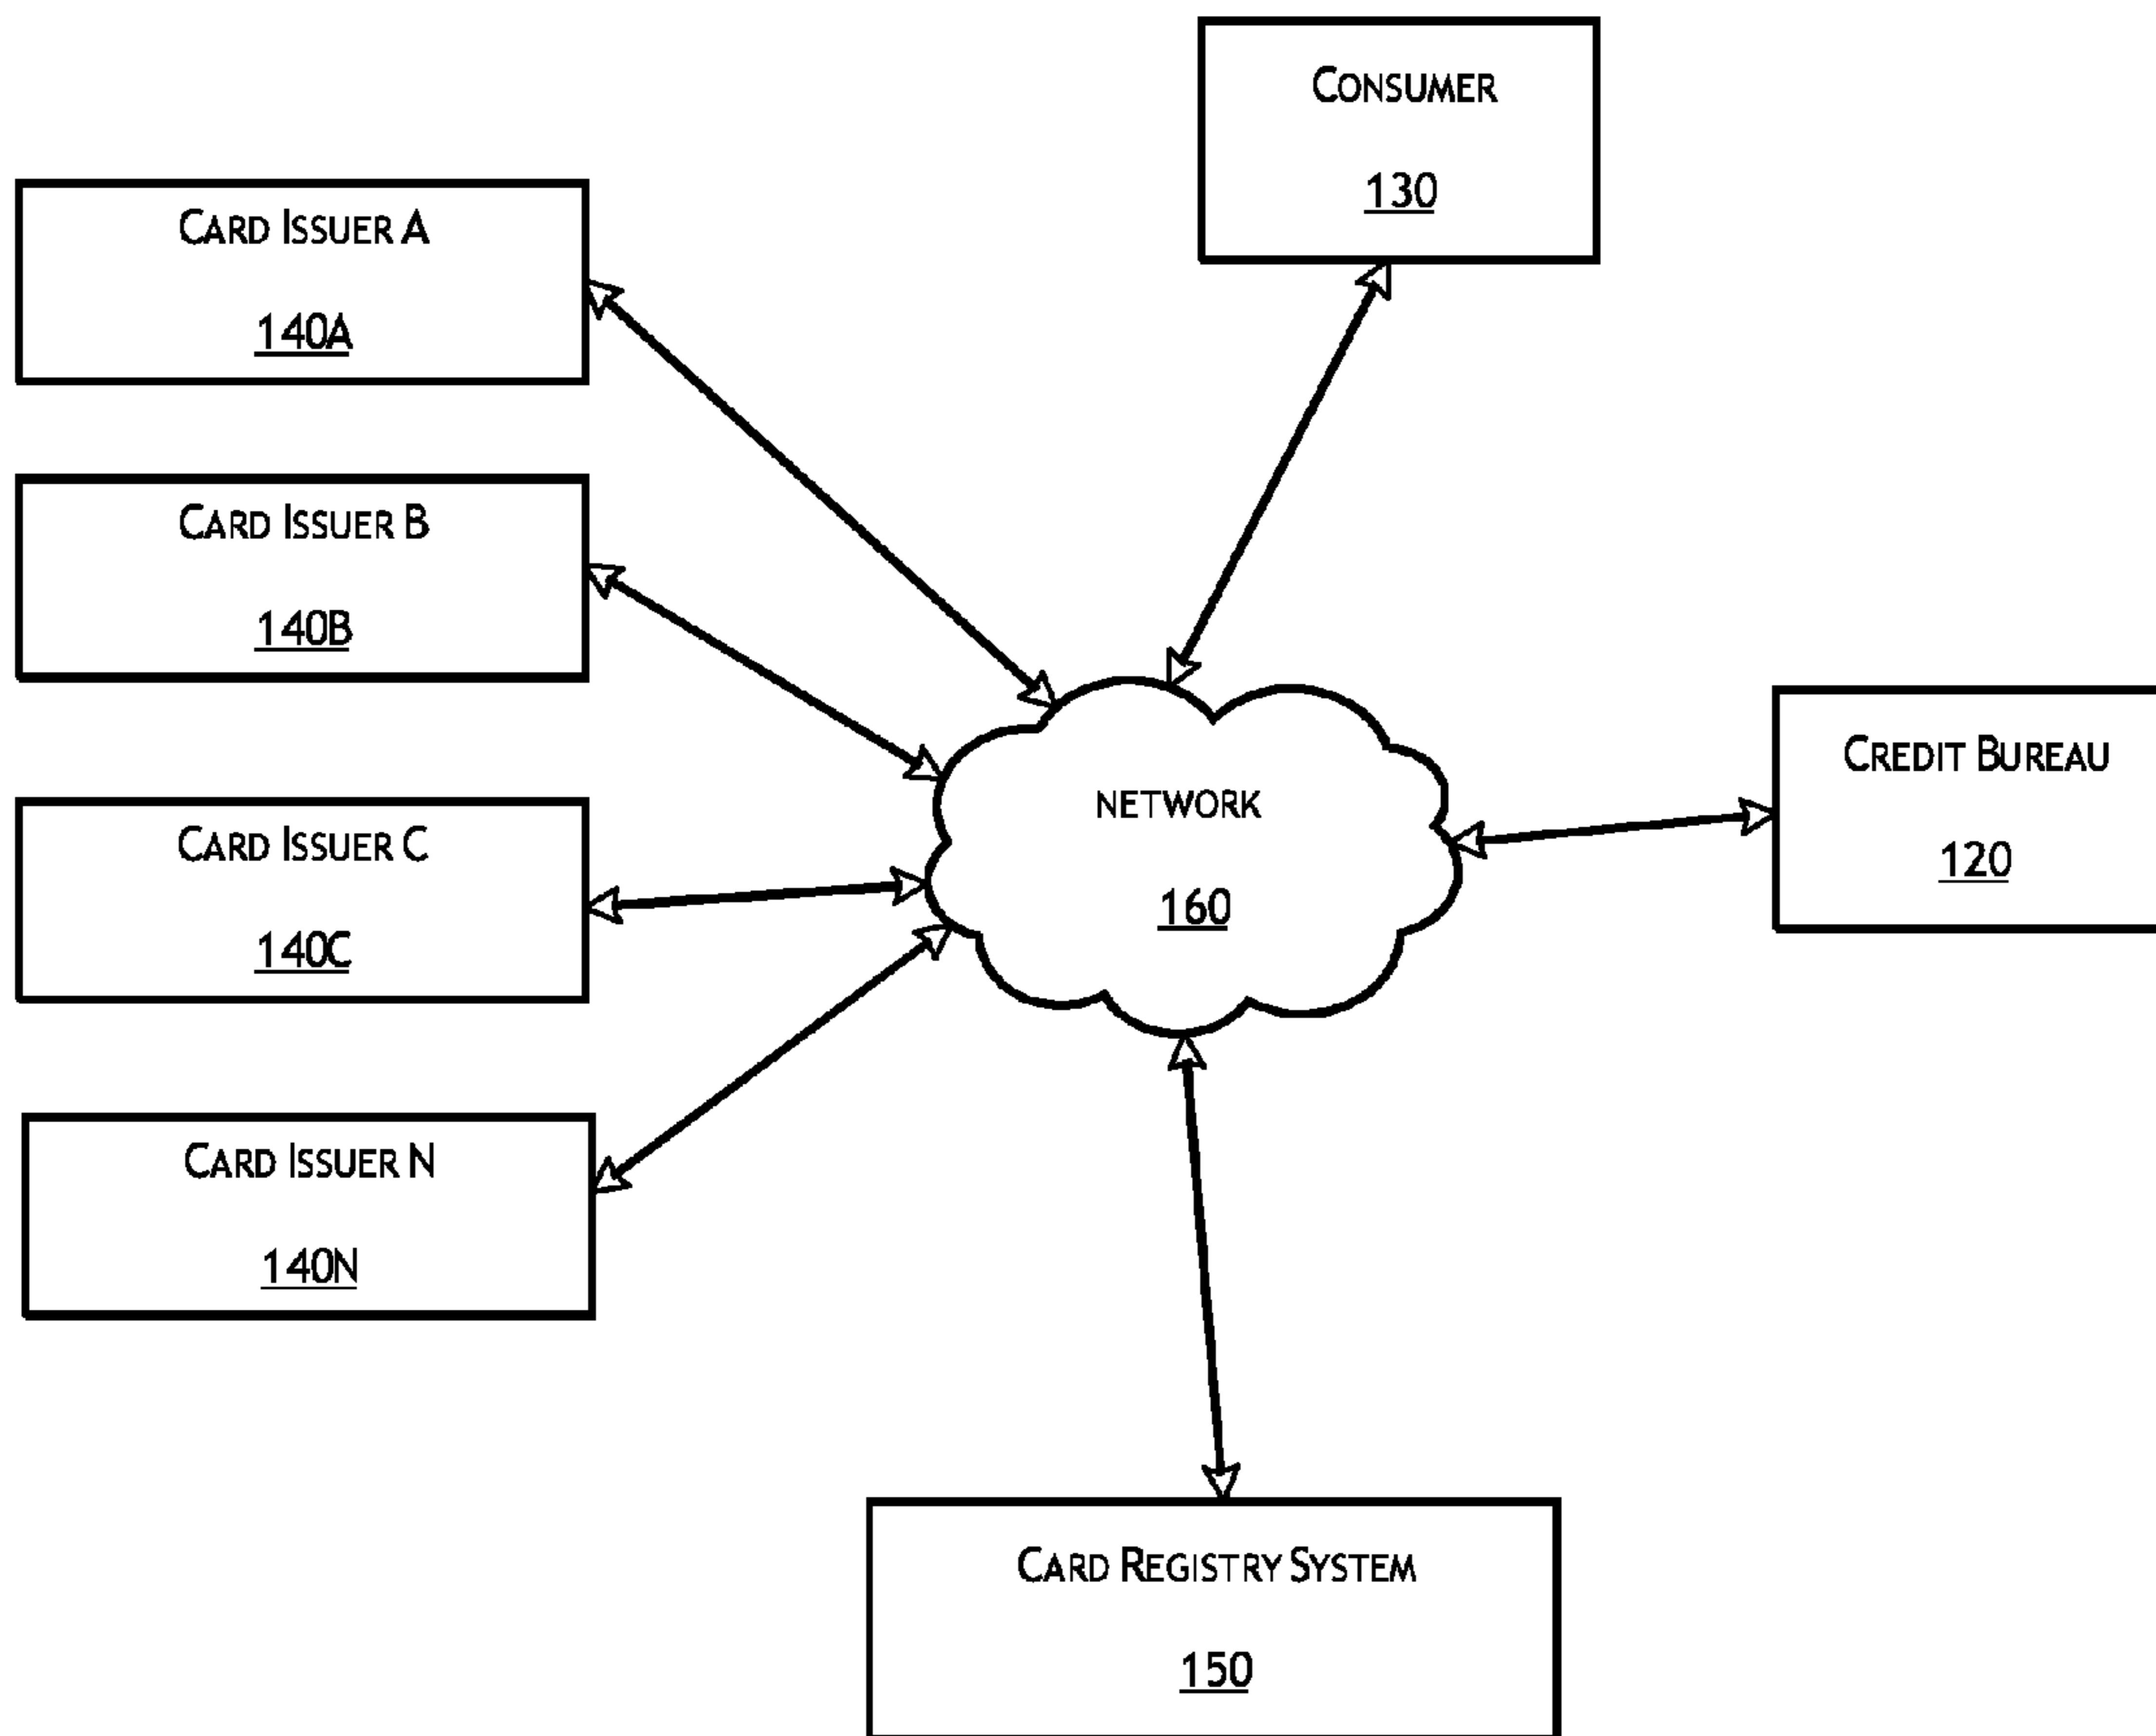 CONSUMER
130
CARD ISSUER A
140A
CARD ISSUER B
140B
CARD ISSUER C
140C
CARD ISSUER N
140N
NETWORK
160
CREDIT BUREAU
120
CARD REGISTRY SYSTEM
150